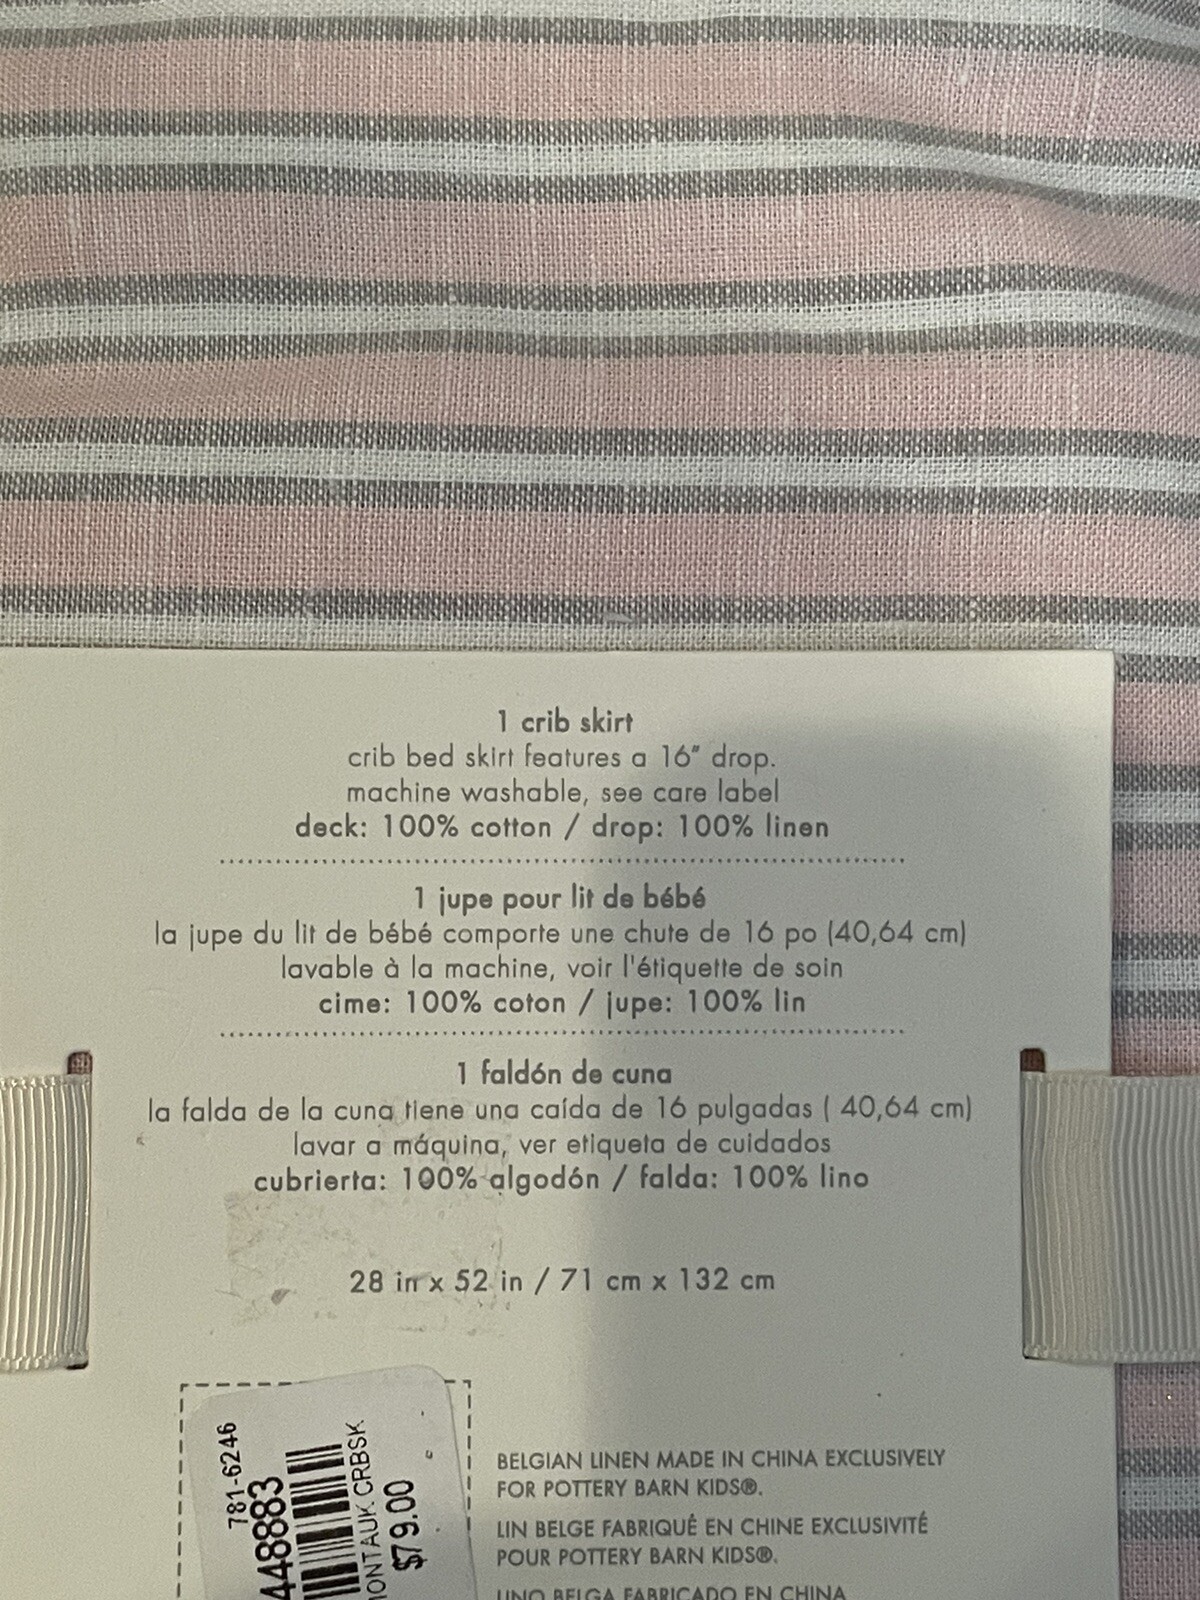 1 crib skirt
crib bed skirt features a 16" drop.
machine washable, see care label
deck: 100% cotton / drop: 100% linen
1 jupe pour lit de bébé
la jupe du lit de bébé comporte une chute de 16 po (40,64 cm)
lavable à la machine, voir l'étiquette de soin
cime: 100% coton / jupe: 100% lin
1 faldón de cuna
la falda de la cuna tiene una caída de 16 pulgadas ( 40,64 cm)
lavar a máquina, ver etiqueta de cuidados
cubrierta: 100% algodón / falda: 100% lino
28 in x 52 in / 71 cm x 132 cm
781-6246
44883
CRBSK
$79.00
BELGIAN LINEN MADE IN CHINA EXCLUSIVELY
FOR POTTERY BARN KIDS®.
LIN BELGE FABRIQUÉ EN CHINE EXCLUSIVITÉ
POUR POTTERY BARN KIDS®.
BELGA FABRICADO EN CHINA